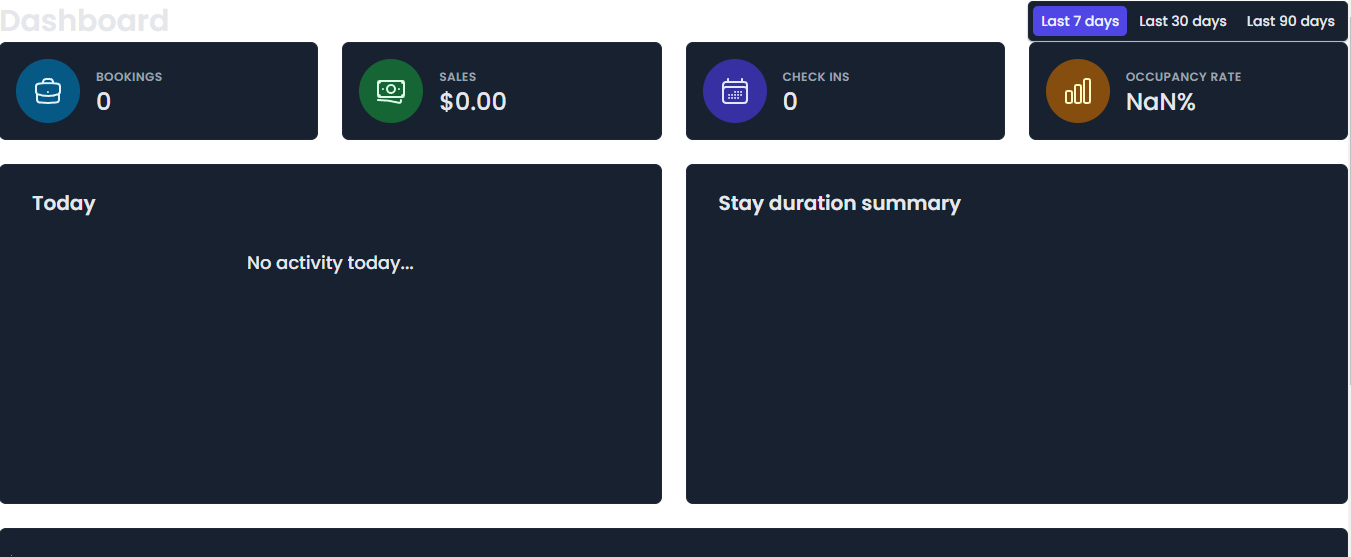 Dashboard
Last 7 days Last 30 days Last 90 days
BOOKINGS
0
SALES
$0.00
CHECK INS
0
OCCUPANCY RATE
NaN%
Today
No activity today...
Stay duration summary